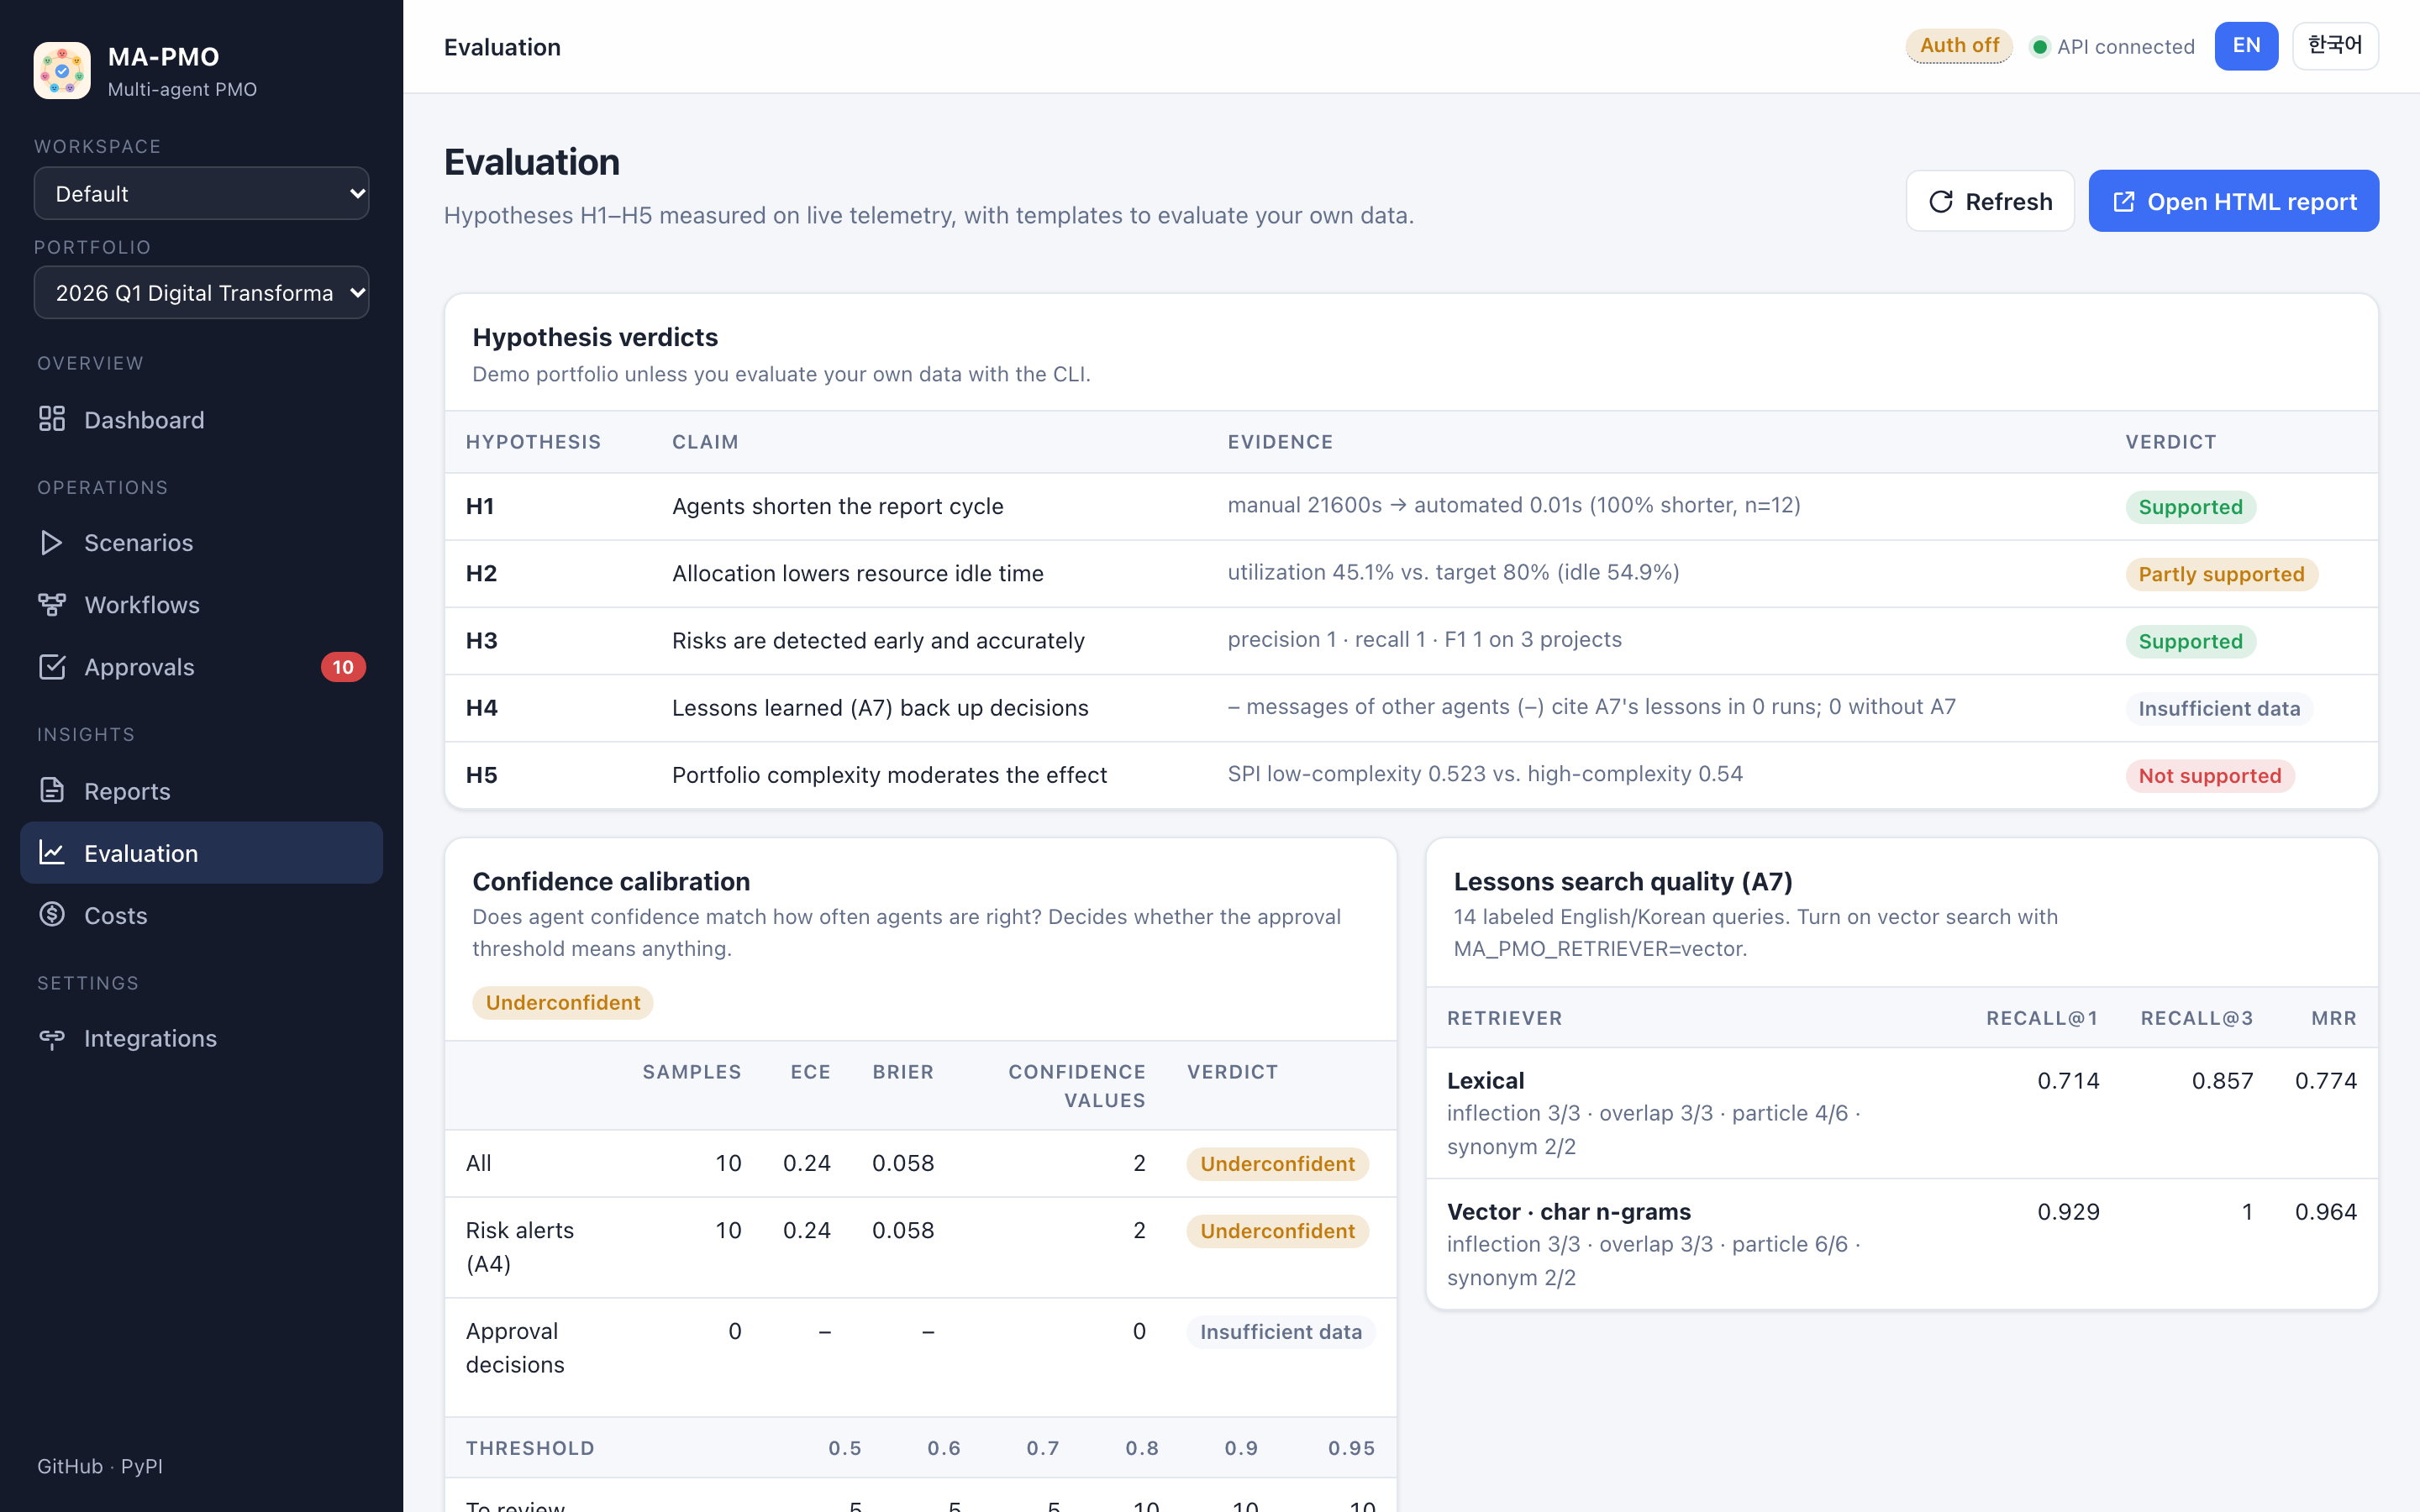 MA-PMO
Multi-agent PMO
WORKSPACE
Default
PORTFOLIO
2026 Q1 Digital Transforma
OVERVIEW
Dashboard
OPERATIONS
Scenarios
Workflows
Approvals
10
INSIGHTS
Reports
Evaluation
Costs
SETTINGS
Integrations
GitHub · PyPI
Evaluation
Auth off
API connected
EN
한국어
Evaluation
Hypotheses H1–H5 measured on live telemetry, with templates to evaluate your own data.
Refresh
Open HTML report
Hypothesis verdicts
Demo portfolio unless you evaluate your own data with the CLI.
HYPOTHESIS CLAIM EVIDENCE VERDICT
H1 Agents shorten the report cycle manual 21600s → automated 0.01s (100% shorter, n=12) Supported
H2 Allocation lowers resource idle time utilization 45.1% vs. target 80% (idle 54.9%) Partly supported
H3 Risks are detected early and accurately precision 1 · recall 1 · F1 1 on 3 projects Supported
H4 Lessons learned (A7) back up decisions – messages of other agents (–) cite A7's lessons in 0 runs; 0 without A7 Insufficient data
H5 Portfolio complexity moderates the effect SPI low-complexity 0.523 vs. high-complexity 0.54 Not supported
Confidence calibration
Does agent confidence match how often agents are right? Decides whether the approval
threshold means anything.
Underconfident
SAMPLES ECE BRIER CONFIDENCE VERDICT
VALUES
All 10 0.24 0.058 2 Underconfident
Risk alerts 10 0.24 0.058 2 Underconfident
(A4)
Approval 0 – – 0 Insufficient data
decisions
THRESHOLD 0.5 0.6 0.7 0.8 0.9 0.95
To review 5 5 5 10 10 10
Lessons search quality (A7)
14 labeled English/Korean queries. Turn on vector search with
MA_PMO_RETRIEVER=vector.
RETRIEVER RECALL@1 RECALL@3 MRR
Lexical 0.714 0.857 0.774
inflection 3/3 · overlap 3/3 · particle 4/6 ·
synonym 2/2
Vector · char n-grams 0.929 1 0.964
inflection 3/3 · overlap 3/3 · particle 6/6 ·
synonym 2/2